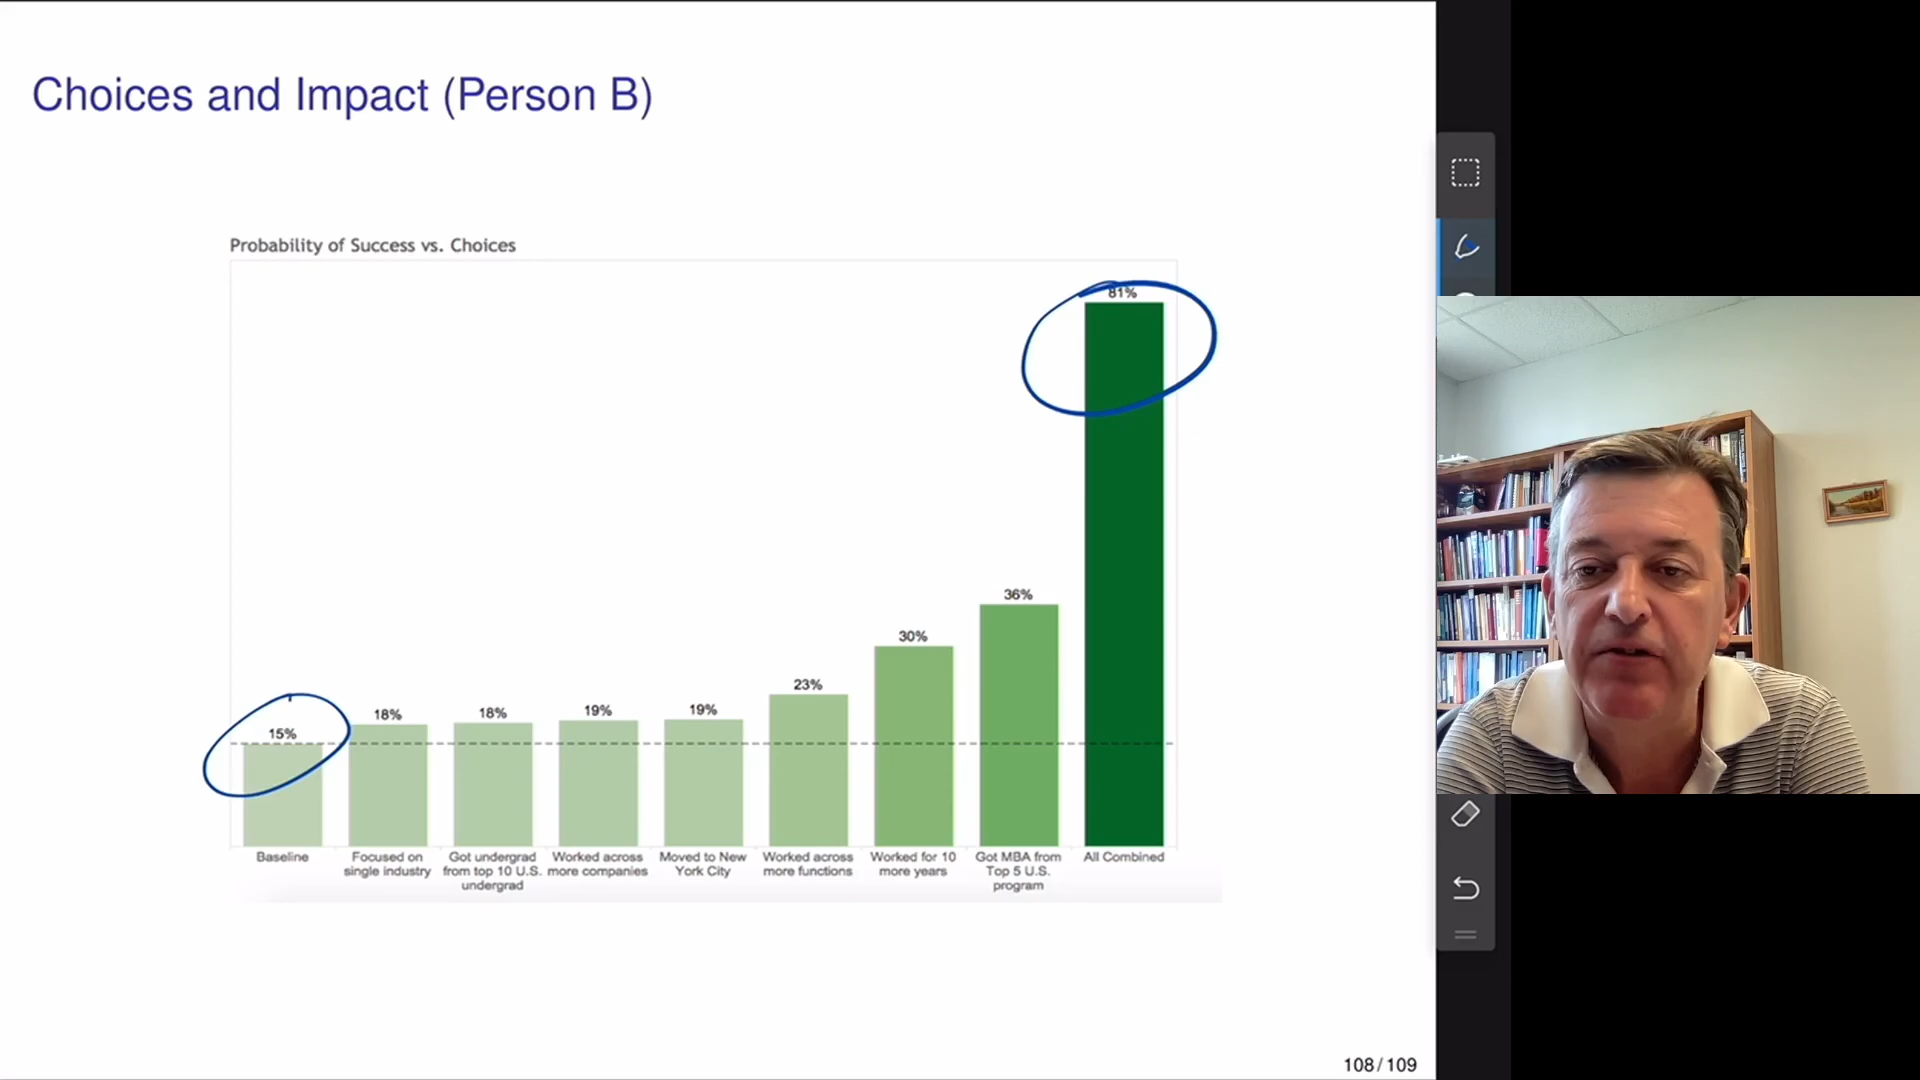 Choices and Impact (Person B)
Probability of Success vs. Choices
81%
36%
30%
23%
19%
19%
18%
18%
15%
Baseline
Focused on
single industry
Got undergrad
from top 10 U.S.
undergrad
Worked across
more companies
Moved to New
York City
Worked across
more functions
Worked for 10
more years
Got MBA from
Top 5 U.S.
program
All Combined
108/109